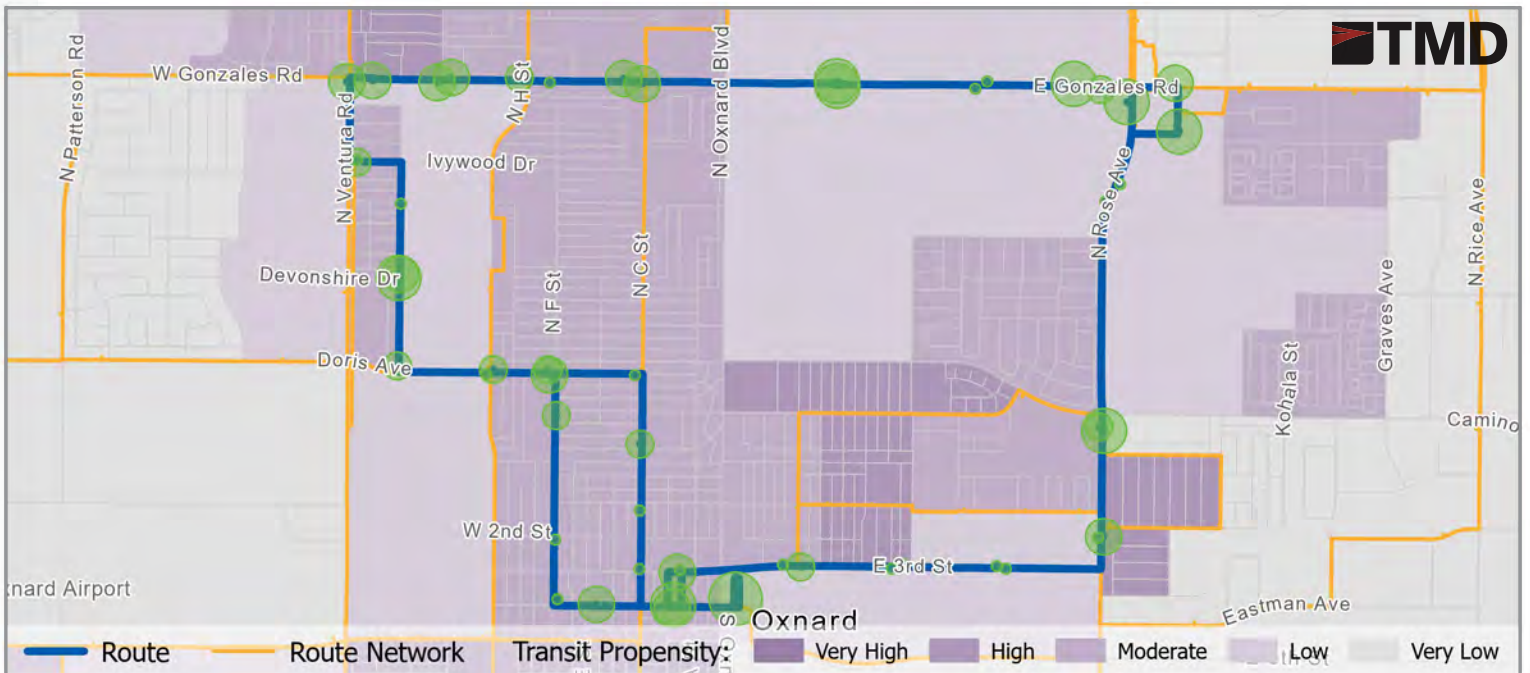 TMD
W Gonzales Rd
E Gonzales Rd
N Patterson Rd
N Ventura Rd
N H St
N Oxnard Blvd
Ivywood Dr
N Rose Ave
N Rice Ave
N C St
Devonshire Dr
N F St
Graves Ave
Doris Ave
Kohala St
Camino
W 2nd St
E 3rd St
nard Airport
Eastman Ave
Oxnard
Route
Route Network
Transit Propensity:
Very High
High
Moderate
Low
Very Low